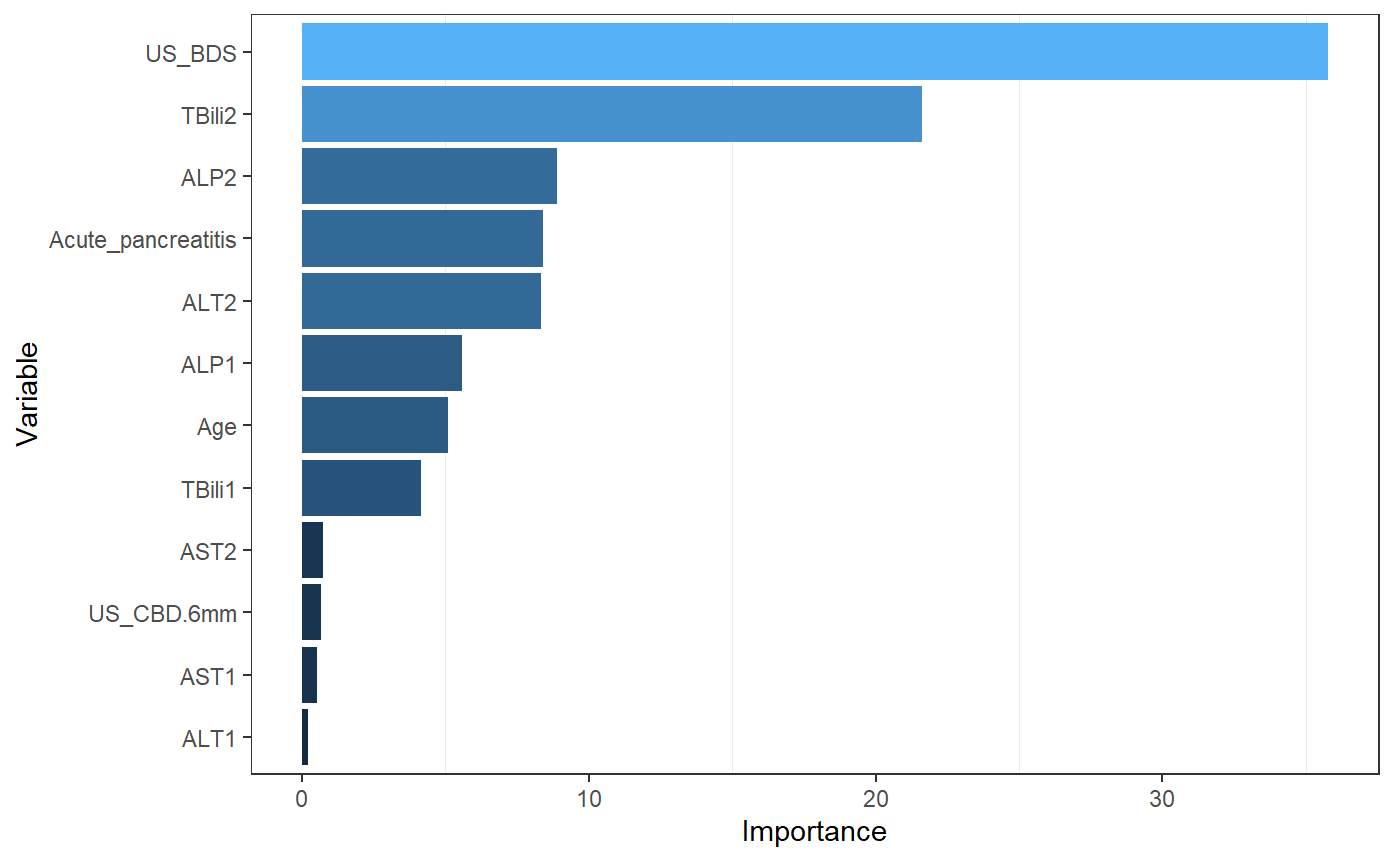 US_BDS
TBili2
ALP2
Acute_pancreatitis
ALT2
ALP1
Age
TBili1
AST2
US_CBD.6mm
AST1
ALT1
Variable
0 10 20 30
Importance